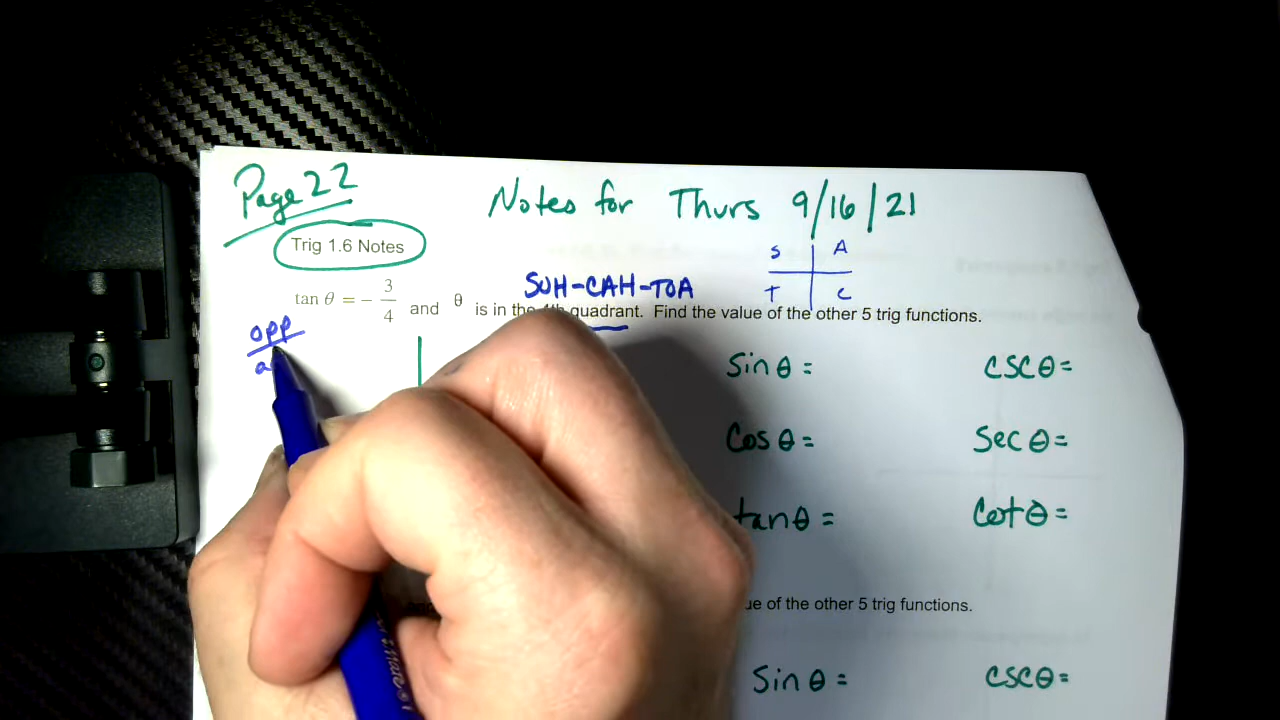 Page 22
Notes for Thurs 9/16/21
Trig 1.6 Notes
S A
T C
SOH-CAH-TOA
tan θ = - 3/4 and θ is in the 4th quadrant. Find the value of the other 5 trig functions.
opp
a
sin θ = csc θ =
Cos θ = Sec θ =
tan θ = Cot θ =
of the other 5 trig functions.
Sin θ = csc θ =